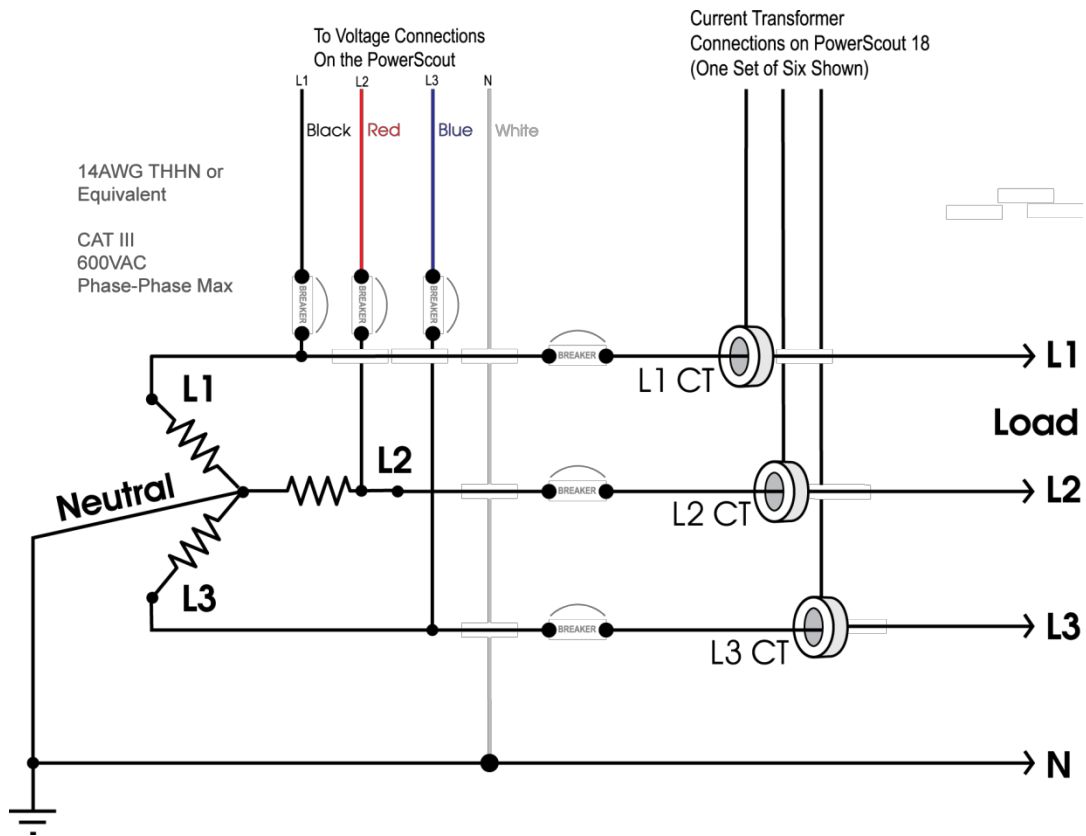 To Voltage Connections
On the PowerScout
L1
L2
L3
N
Current Transformer
Connections on PowerScout 18
(One Set of Six Shown)
Black
Red
Blue
White
14AWG THHN or
Equivalent
CAT III
600VAC
Phase-Phase Max
BREAKER
BREAKER
BREAKER
BREAKER
L1 CT
L1
L1
Load
L2
BREAKER
L2 CT
L2
Neutral
L3
BREAKER
L3 CT
L3
N